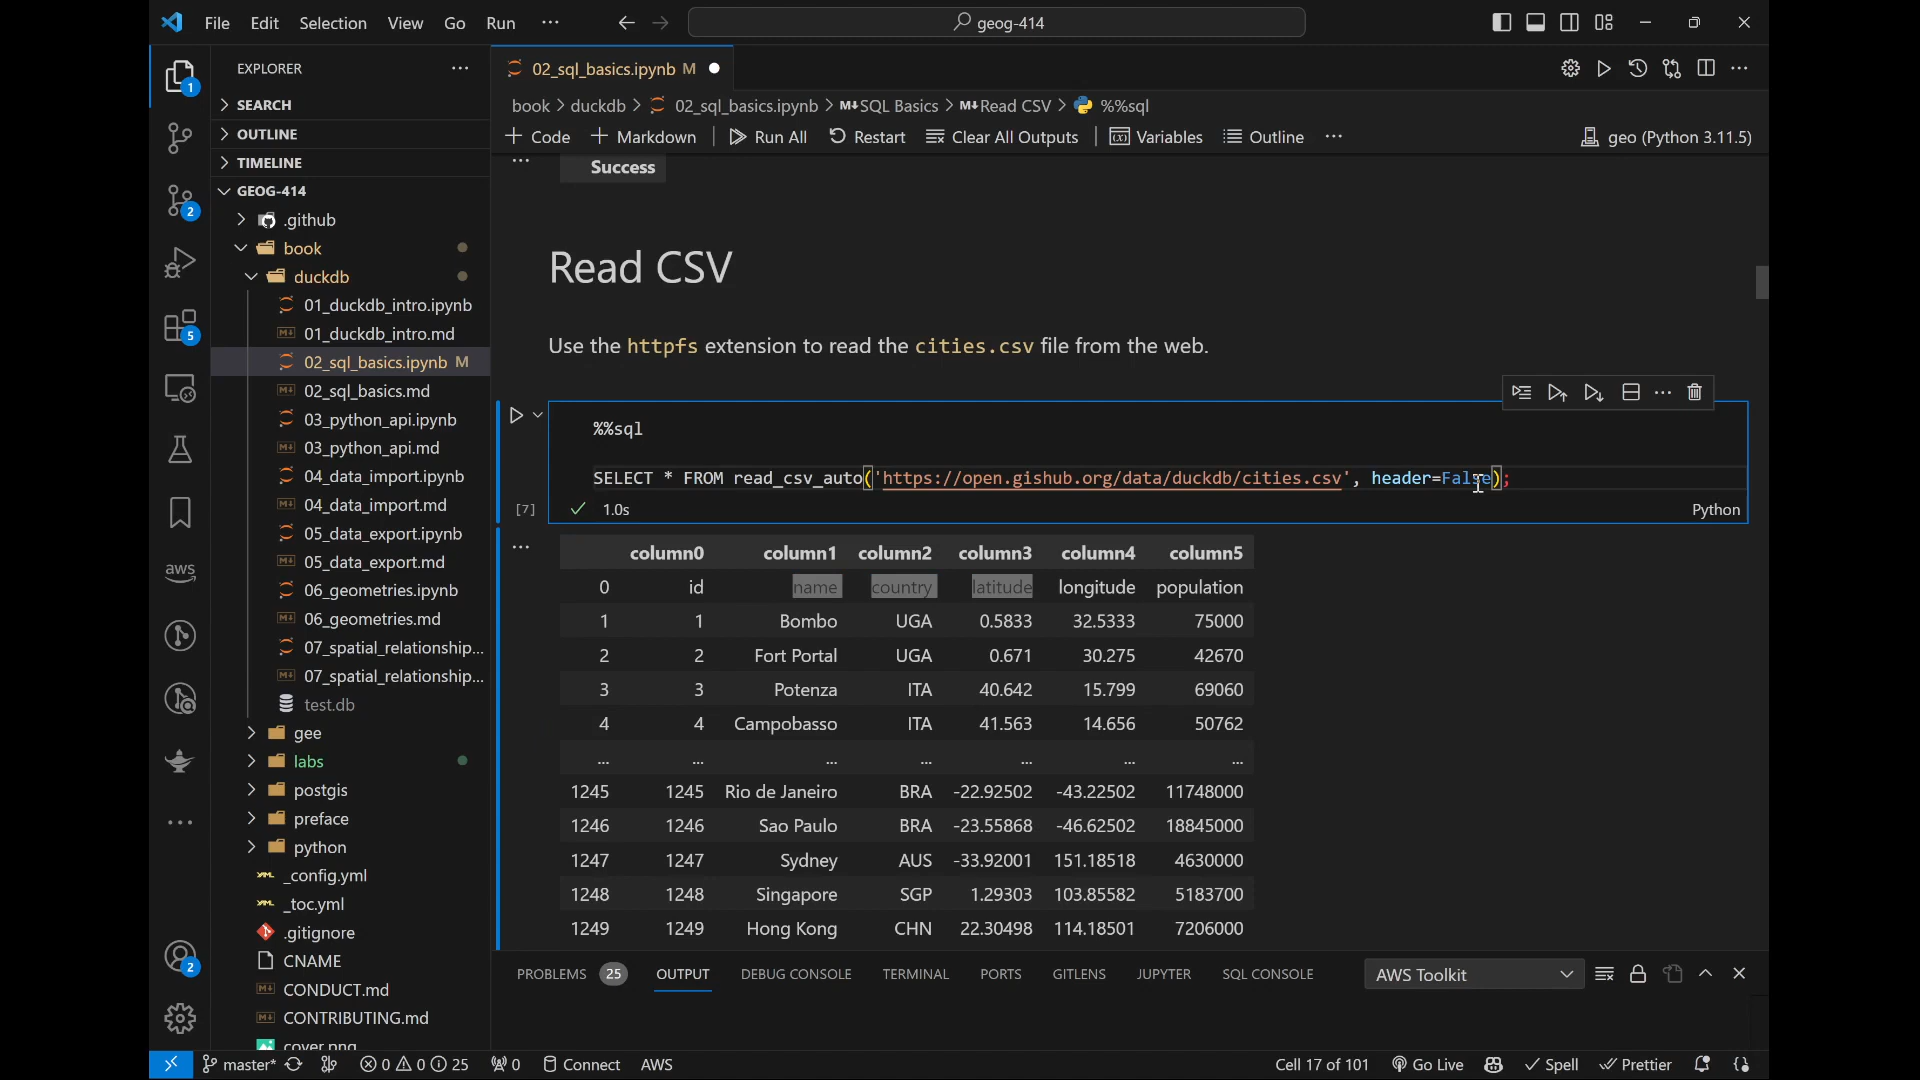 File Edit Selection View Go Run ...
geog-414
EXPLORER
SEARCH
OUTLINE
TIMELINE
GEOG-414
.github
book
duckdb
01_duckdb_intro.ipynb
01_duckdb_intro.md
02_sql_basics.ipynb M
02_sql_basics.md
03_python_api.ipynb
03_python_api.md
04_data_import.ipynb
04_data_import.md
05_data_export.ipynb
05_data_export.md
06_geometries.ipynb
06_geometries.md
07_spatial_relationship...
07_spatial_relationship...
test.db
gee
labs
postgis
preface
python
_config.yml
_toc.yml
.gitignore
CNAME
CONDUCT.md
CONTRIBUTING.md
cover.png
1
2
5
aws
2
02_sql_basics.ipynb M
book > duckdb > 02_sql_basics.ipynb > M↓SQL Basics > M↓Read CSV > %%sql
+ Code + Markdown Run All Restart Clear All Outputs Variables Outline ... geo (Python 3.11.5)
Success
Read CSV
Use the httpfs extension to read the cities.csv file from the web.
%%sql
SELECT * FROM read_csv_auto('https://open.gishub.org/data/duckdb/cities.csv', header=False);
[7] 1.0s Python
column0 column1 column2 column3 column4 column5
0 id name country latitude longitude population
1 1 Bombo UGA 0.5833 32.5333 75000
2 2 Fort Portal UGA 0.671 30.275 42670
3 3 Potenza ITA 40.642 15.799 69060
4 4 Campobasso ITA 41.563 14.656 50762
... ... ... ... ... ... ...
1245 1245 Rio de Janeiro BRA -22.92502 -43.22502 11748000
1246 1246 Sao Paulo BRA -23.55868 -46.62502 18845000
1247 1247 Sydney AUS -33.92001 151.18518 4630000
1248 1248 Singapore SGP 1.29303 103.85582 5183700
1249 1249 Hong Kong CHN 22.30498 114.18501 7206000
PROBLEMS 25 OUTPUT DEBUG CONSOLE TERMINAL PORTS GITLENS JUPYTER SQL CONSOLE AWS Toolkit
master* 0 0 25 0 Connect AWS Cell 17 of 101 Go Live Spell Prettier